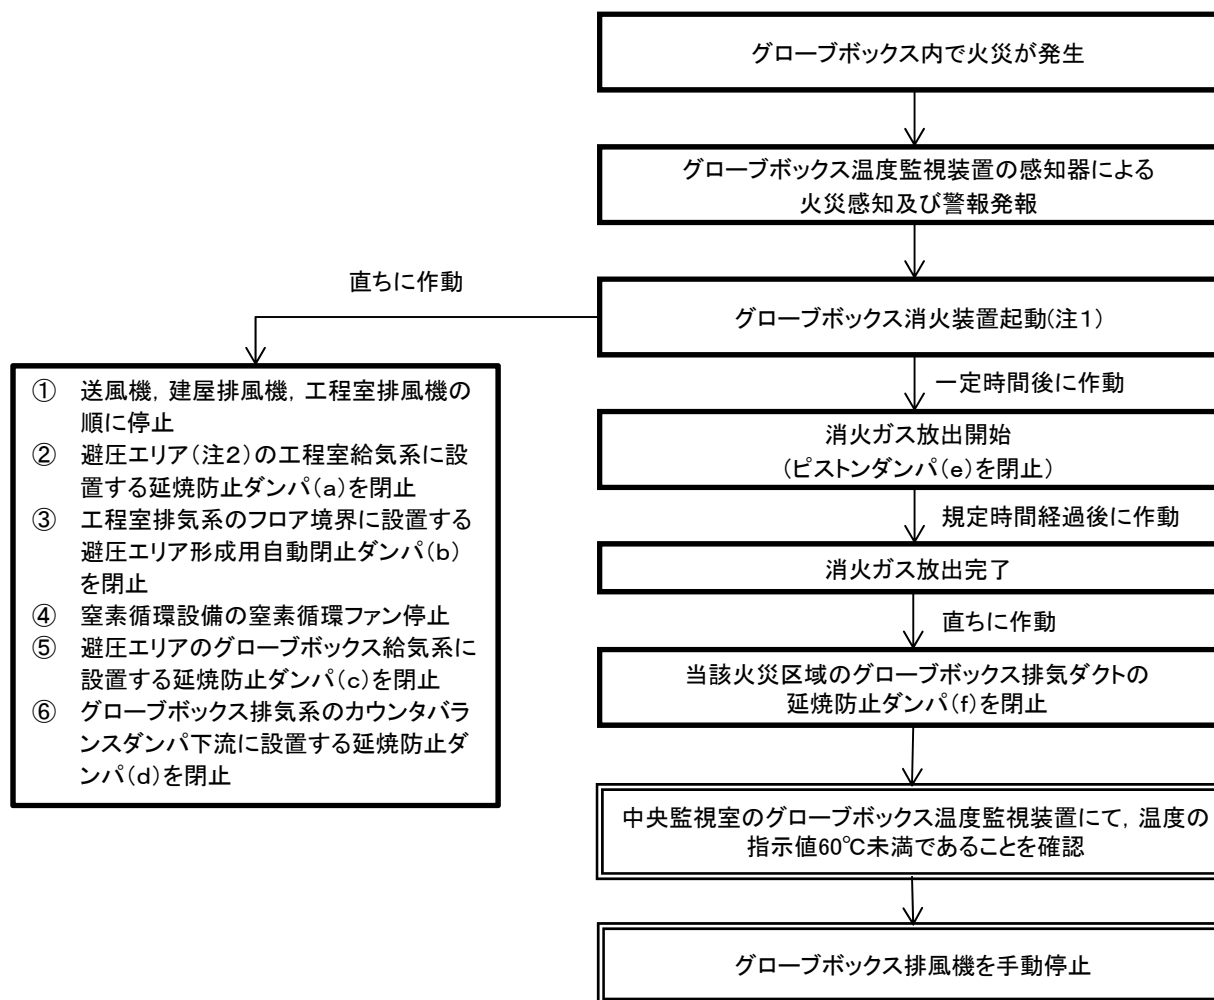 グローブボックス内で火災が発生
グローブボックス温度監視装置の感知器による
火災感知及び警報発報
直ちに作動
グローブボックス消火装置起動(注1)
一定時間後に作動
① 送風機,建屋排風機,工程室排風機の
順に停止
② 避圧エリア(注2)の工程室給気系に設
置する延焼防止ダンパ(a)を閉止
③ 工程室排気系のフロア境界に設置する
避圧エリア形成用自動閉止ダンパ(b)
を閉止
④ 窒素循環設備の窒素循環ファン停止
⑤ 避圧エリアのグローブボックス給気系に
設置する延焼防止ダンパ(c)を閉止
⑥ グローブボックス排気系のカウンタバラ
ンスダンパ下流に設置する延焼防止ダ
ンパ(d)を閉止
消火ガス放出開始
(ピストンダンパ(e)を閉止)
規定時間経過後に作動
消火ガス放出完了
直ちに作動
当該火災区域のグローブボックス排気ダクトの
延焼防止ダンパ(f)を閉止
中央監視室のグローブボックス温度監視装置にて,温度の
指示値60℃未満であることを確認
グローブボックス排風機を手動停止